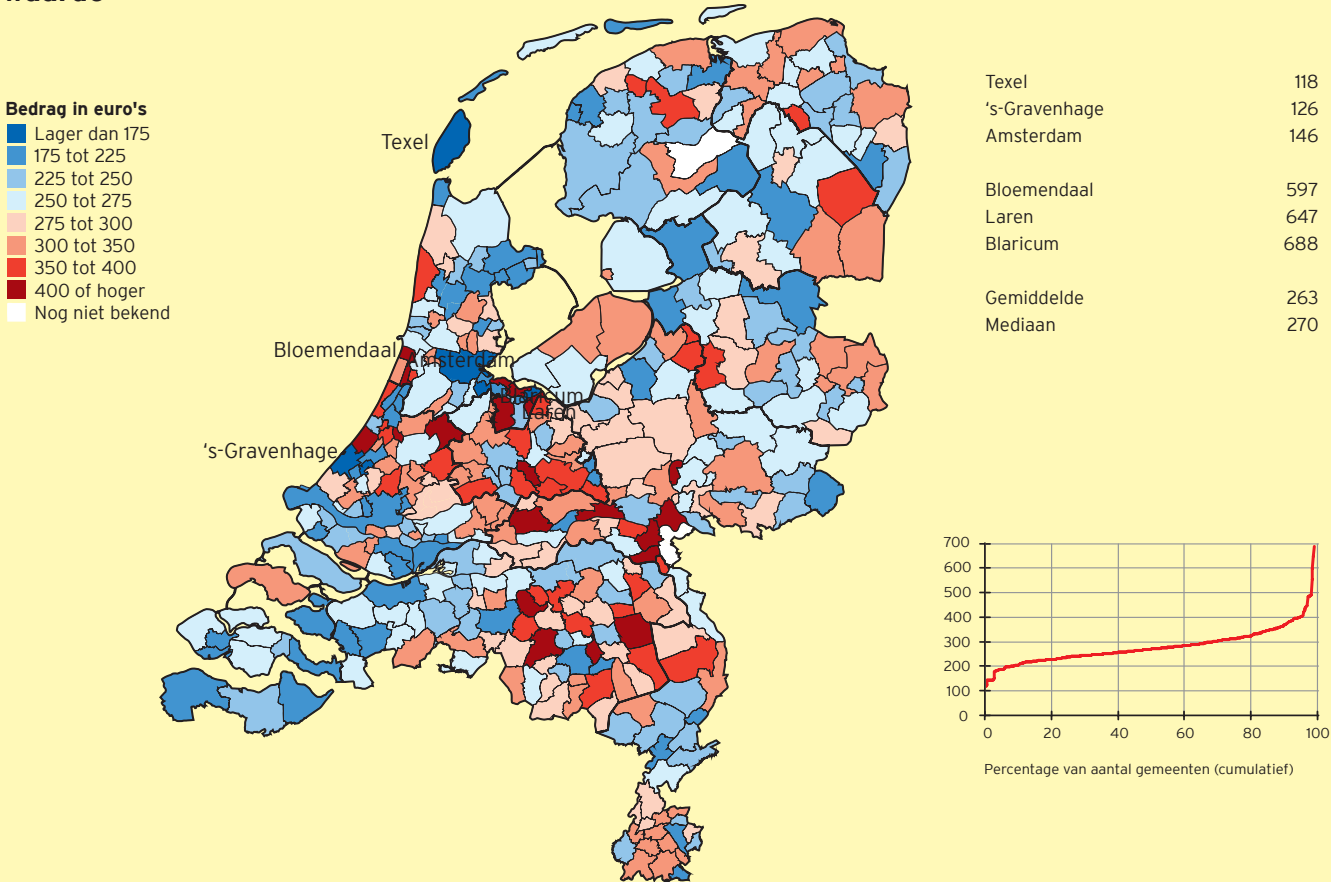 Bedrag in euro's
Lager dan 175
175 tot 225
225 tot 250
250 tot 275
275 tot 300
300 tot 350
350 tot 400
400 of hoger
Nog niet bekend
Texel
Bloemendaal
Amsterdam
Blaricum
Laren
's-Gravenhage
Texel 118
's-Gravenhage 126
Amsterdam 146
Bloemendaal 597
Laren 647
Blaricum 688
Gemiddelde 263
Mediaan 270
700
600
500
400
300
200
100
0
0 20 40 60 80 100
Percentage van aantal gemeenten (cumulatief)